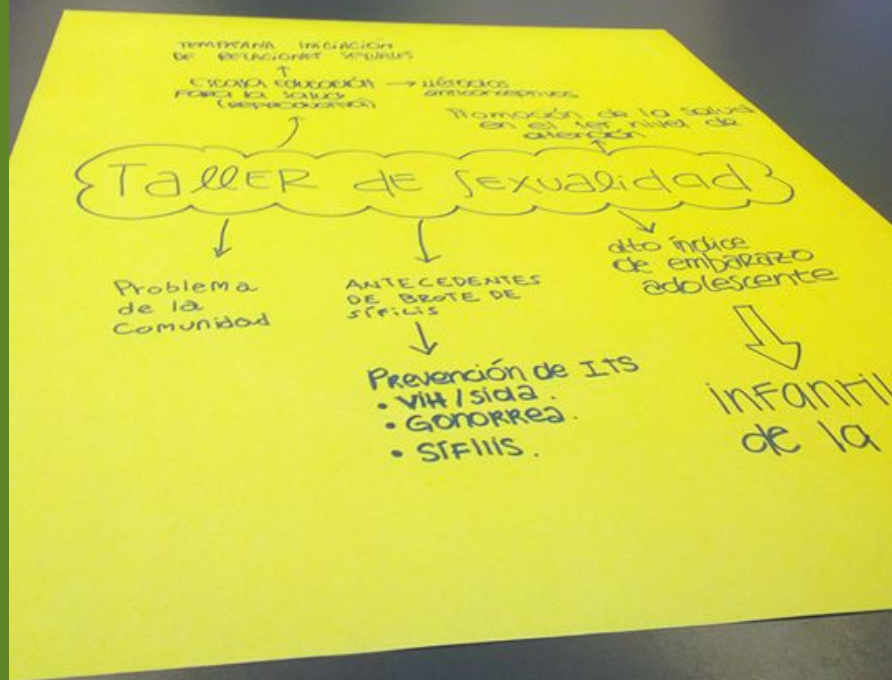 TEMPRANA INICIACIÓN
DE RELACIONES SEXUALES
ESCASA EDUCACIÓN → MÉTODOS
PARA LA SALUD anticonceptivos
(REPRODUCTIVA)
Promoción de la salud
en el 1er nivel de
atención
TALLER DE SEXUALIDAD
Problema
de la
Comunidad
ANTECEDENTES
DE BROTE DE
SÍFILIS
alto índice
de embarazo
adolescente
Prevención de ITS
• VIH / sida.
• GONORREA.
• SÍFILIS.
infantil
de la